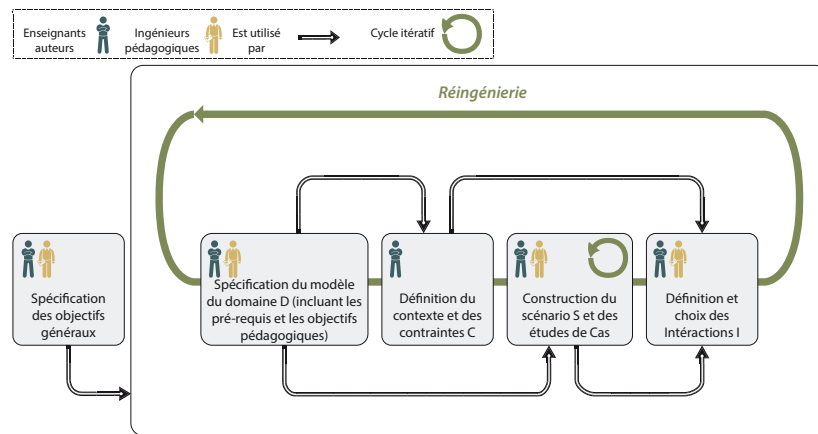 Enseignants
auteurs
Ingénieurs
pédagogiques
Est utilisé
par
Cycle itératif
Réingénierie
Spécification
des objectifs
généraux
Spécification du modèle
du domaine D (incluant les
pré-requis et les objectifs
pédagogiques)
Définition du
contexte et des
contraintes C
Construction du
scénario S et des
études de Cas
Définition et
choix des
Intéractions I